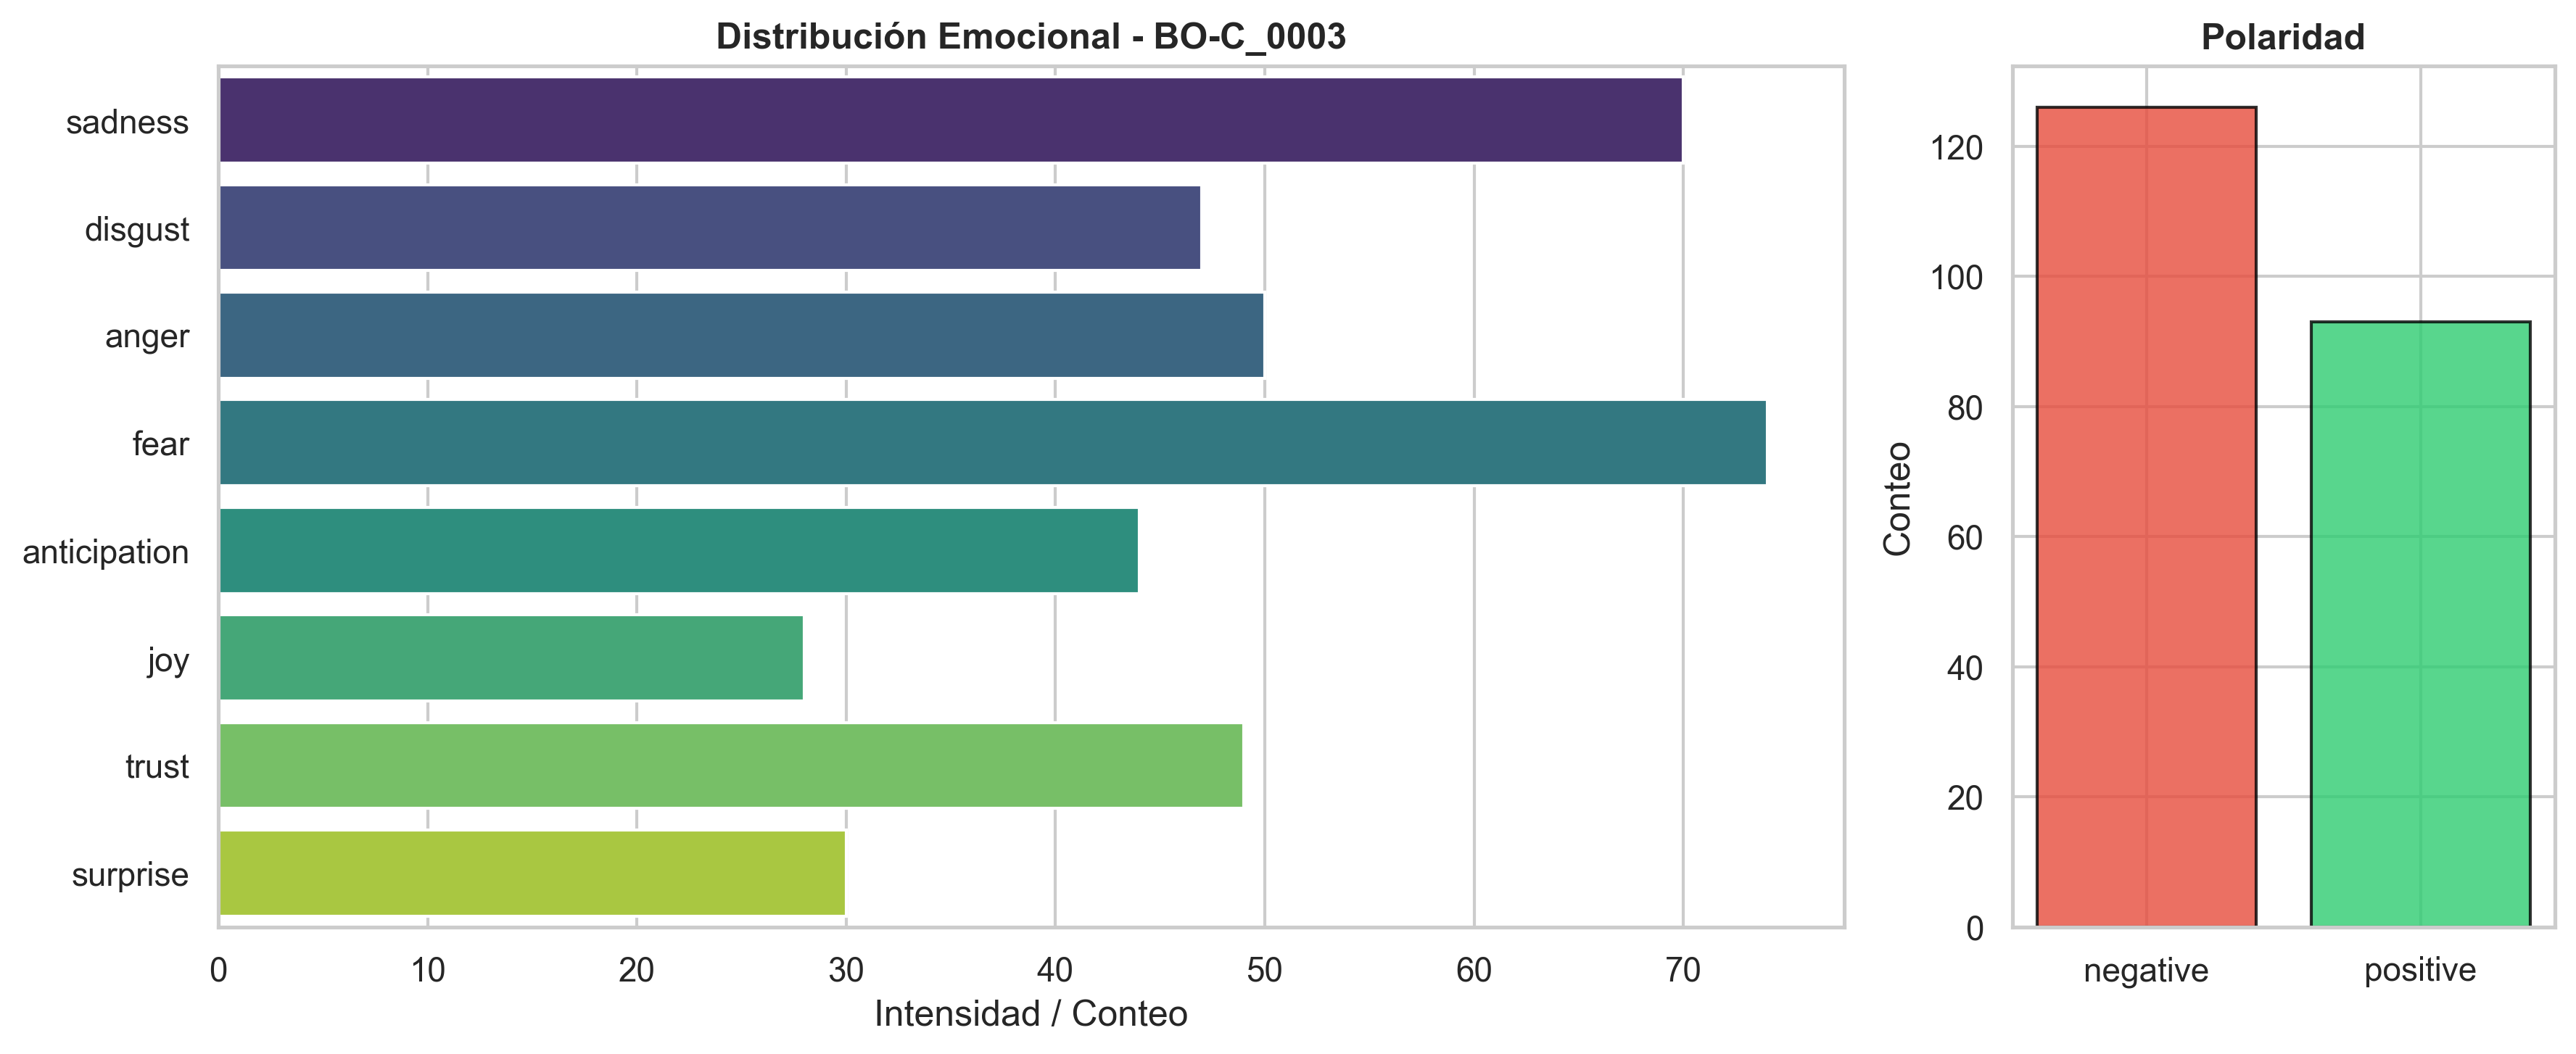 Distribución Emocional - BO-C_0003
sadness
disgust
anger
fear
anticipation
joy
trust
surprise
0 10 20 30 40 50 60 70
Intensidad / Conteo
Polaridad
Conteo
120
100
80
60
40
20
0
negative positive